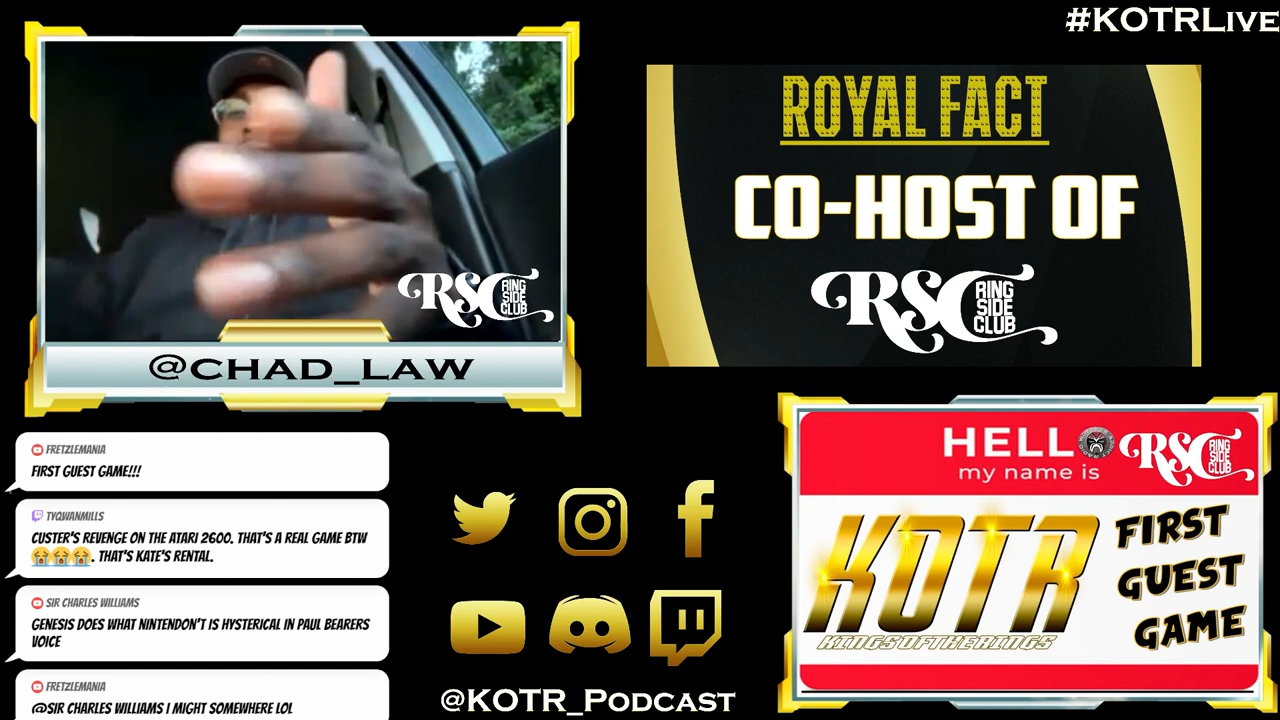 #KOTRLIVE
ROYAL FACT
CO-HOST OF
RSC RING SIDE CLUB
RSC RING SIDE CLUB
@CHAD_LAW
FRETZLEMANIA
FIRST GUEST GAME!!!
TYQWANMILLS
CUSTER'S REVENGE ON THE ATARI 2600. THAT'S A REAL GAME BTW
😭😭😭. THAT'S KATE'S RENTAL.
SIR CHARLES WILLIAMS
GENESIS DOES WHAT NINTENDON'T IS HYSTERICAL IN PAUL BEARERS
VOICE
FRETZLEMANIA
@SIR CHARLES WILLIAMS I MIGHT SOMEWHERE LOL
@KOTR_PODCAST
HELLO
my name is
RSC RING SIDE CLUB
KOTR
KINGS OF THE RINGS
FIRST
GUEST
GAME